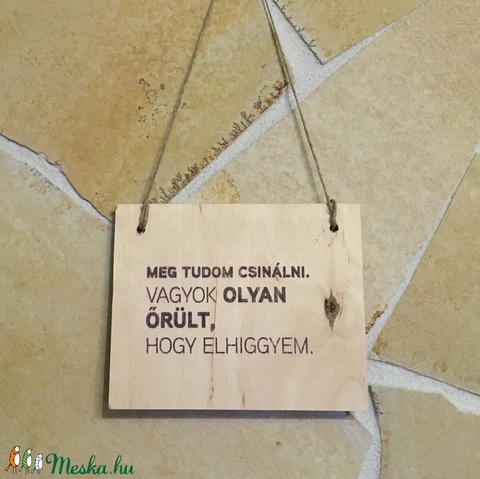 MEG TUDOM CSINÁLNI.
VAGYOK OLYAN
ŐRÜLT,
HOGY ELHIGGYEM.
Meska.hu